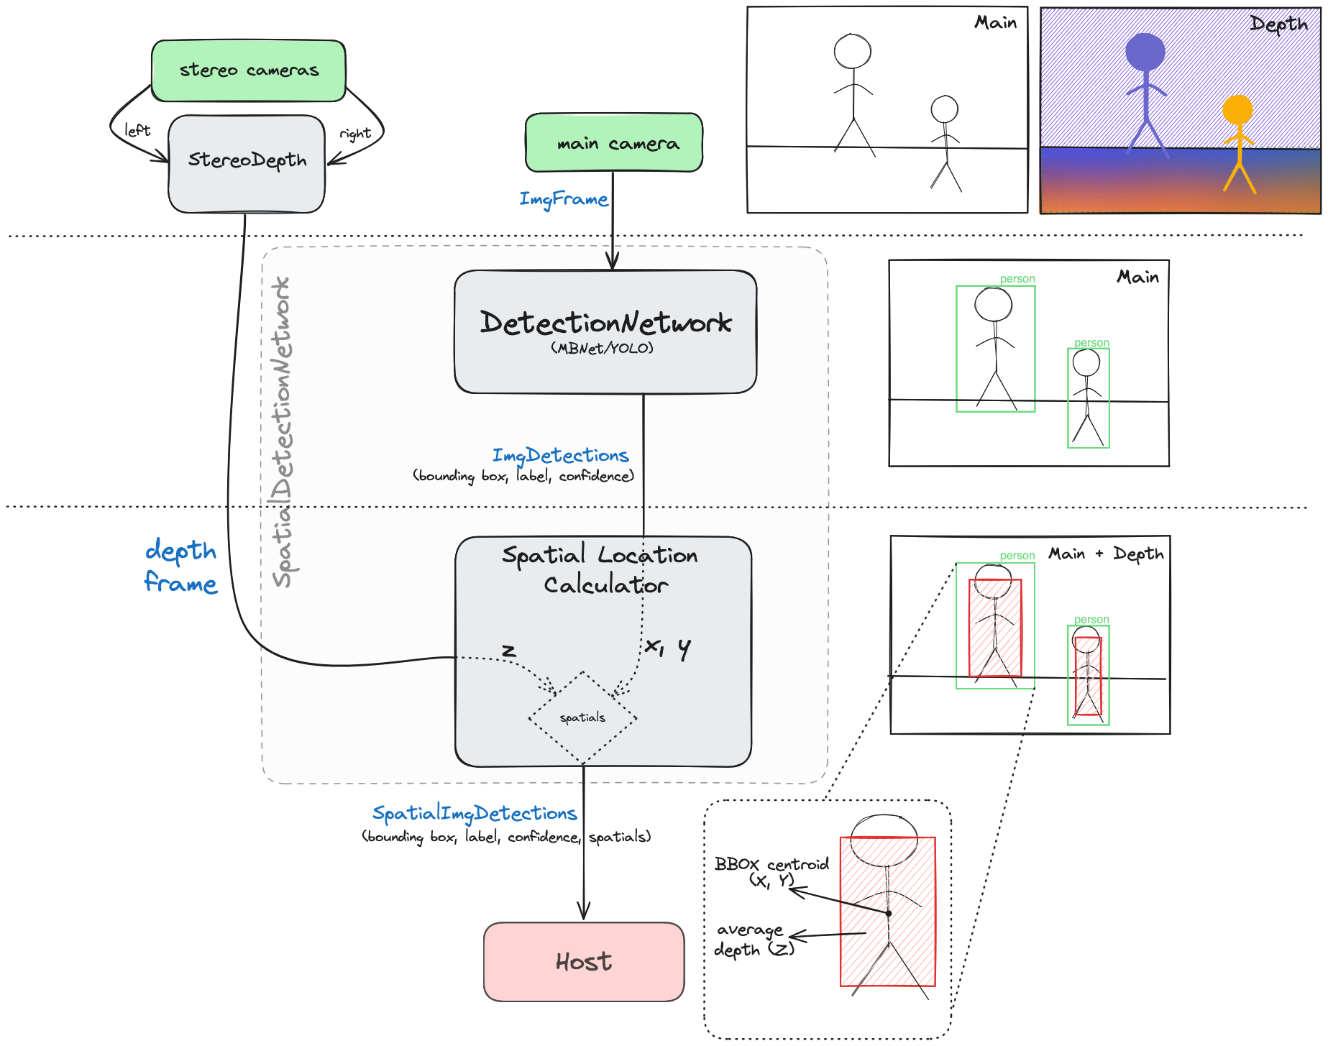 stereo cameras
left
right
StereoDepth
main camera
ImgFrame
Main
Depth
SpatialDetectionNetwork
DetectionNetwork
(MBNet/YOLO)
person
Main
person
ImgDetections
(bounding box, label, confidence)
depth
frame
Spatial Location
Calculator
z
x, y
spatials
person
Main + Depth
person
SpatialImgDetections
(bounding box, label, confidence, spatials)
BBOX centroid
(X, Y)
average
depth (Z)
Host